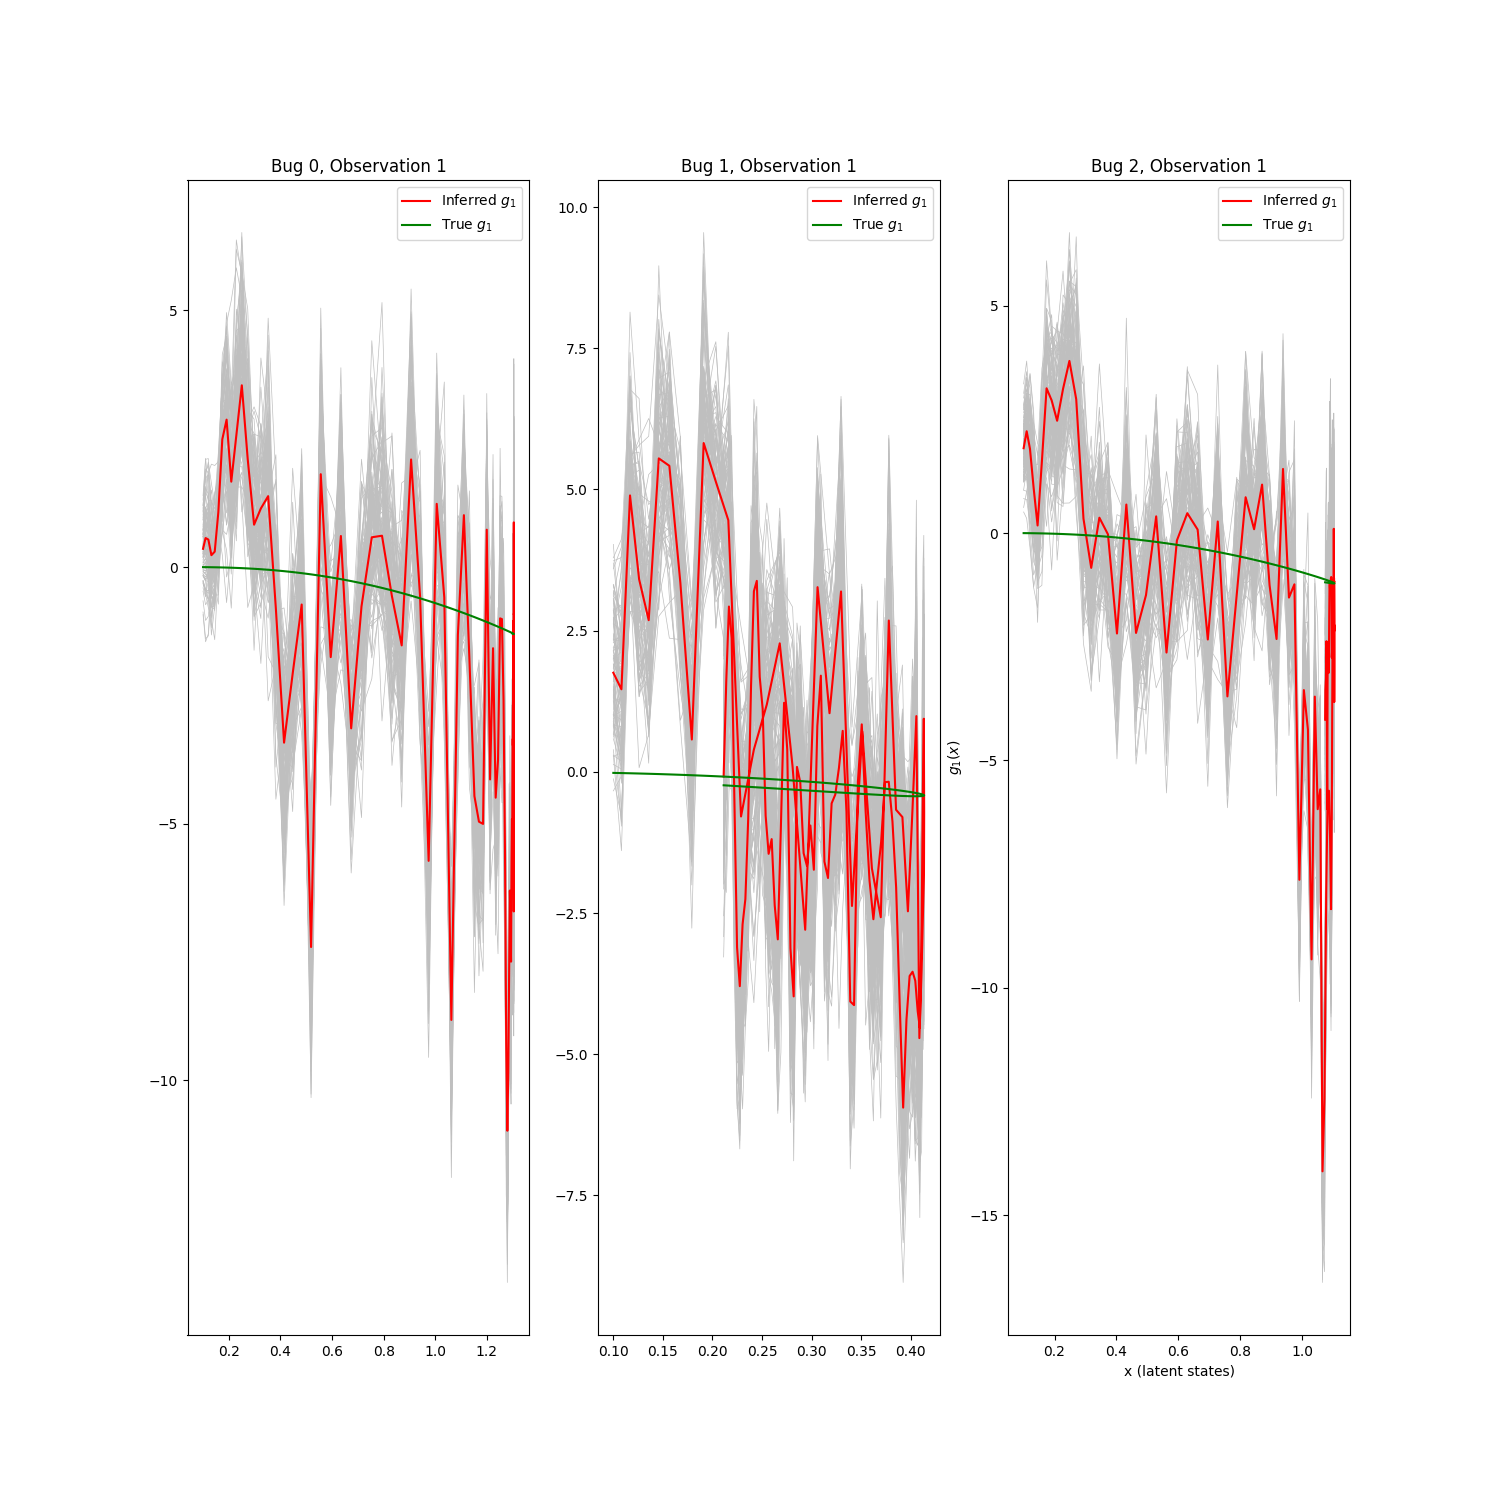 Bug 0, Observation 1
Inferred g₁
True g₁
5
0
−5
−10
0.2 0.4 0.6 0.8 1.0 1.2
Bug 1, Observation 1
Inferred g₁
True g₁
10.0
7.5
5.0
2.5
0.0
−2.5
−5.0
−7.5
0.10 0.15 0.20 0.25 0.30 0.35 0.40
Bug 2, Observation 1
Inferred g₁
True g₁
g₁(x)
5
0
−5
−10
−15
0.2 0.4 0.6 0.8 1.0
x (latent states)